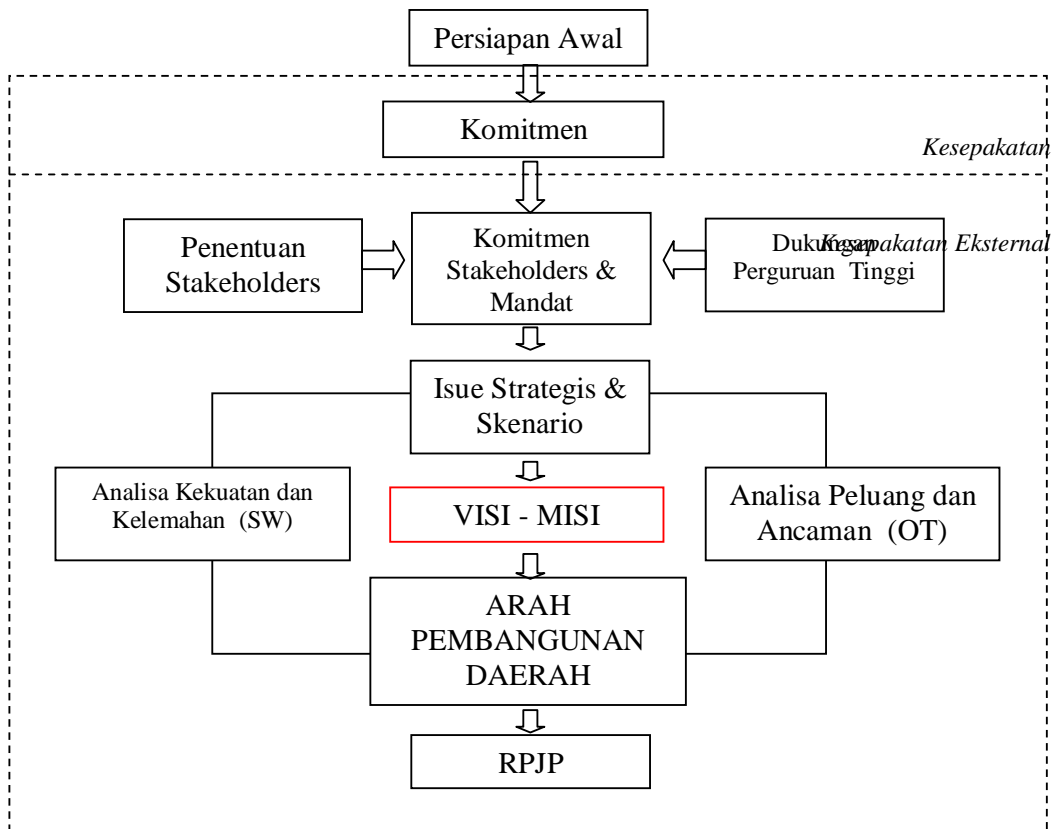 Persiapan Awal
Komitmen
Kesepakatan
Penentuan
Stakeholders
Komitmen
Stakeholders &
Mandat
Dukungan
Perguruan Tinggi
Kesepakatan Eksternal
Isue Strategis &
Skenario
Analisa Kekuatan dan
Kelemahan (SW)
VISI - MISI
Analisa Peluang dan
Ancaman (OT)
ARAH
PEMBANGUNAN
DAERAH
RPJP